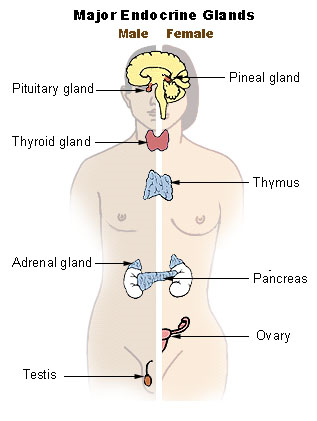 Major Endocrine Glands
Male Female
Pituitary gland
Pineal gland
Thyroid gland
Thymus
Adrenal gland
Pancreas
Ovary
Testis